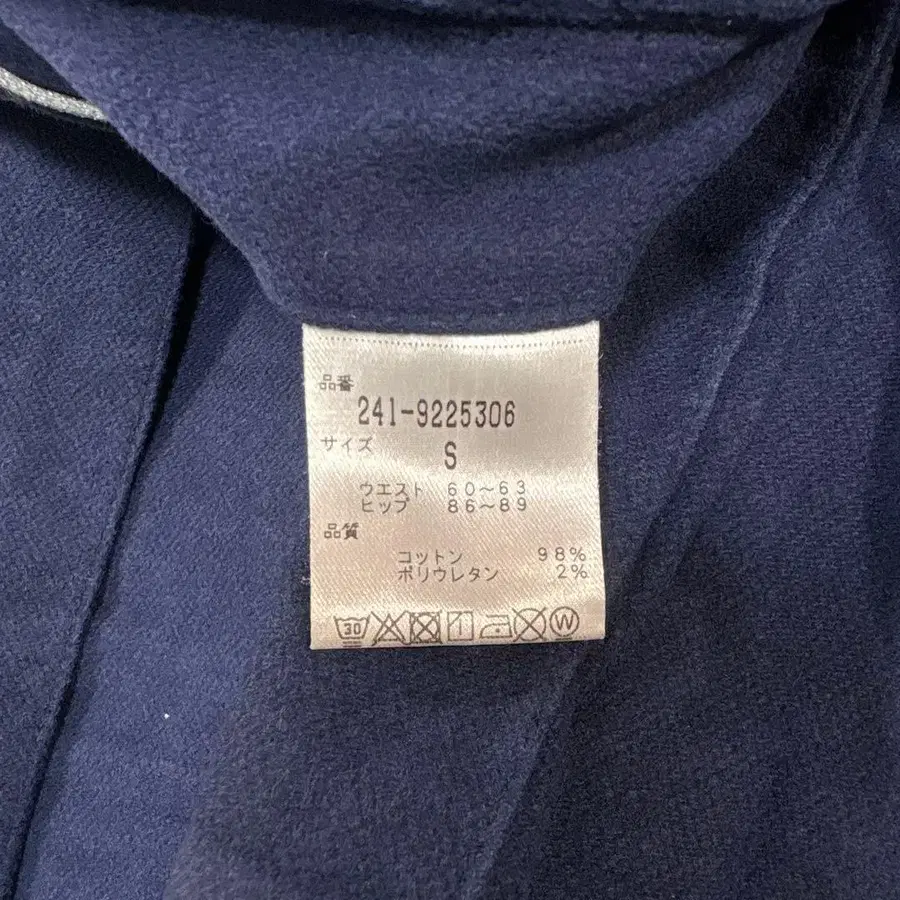 品番
241-9225306
サイズ
S
ウエスト 60〜63
ヒップ 86〜89
品質
コットン 98%
ポリウレタン 2%
30 W